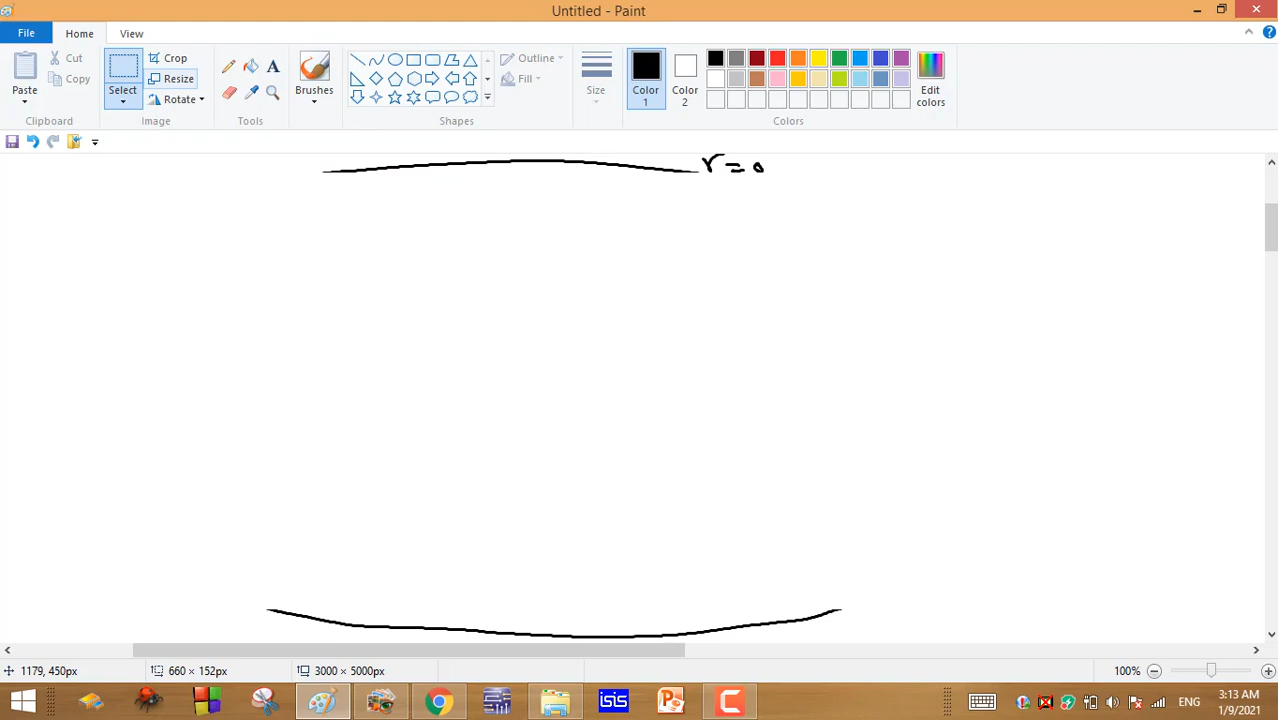 Untitled - Paint
File
Home
View
Paste
Cut
Copy
Clipboard
Select
Crop
Resize
Rotate
Image
Tools
Brushes
Outline
Fill
Shapes
Size
Color 1
Color 2
Edit colors
Colors
r = 0
1179, 450px
660 × 152px
3000 × 5000px
100%
isis
ENG
3:13 AM
1/9/2021